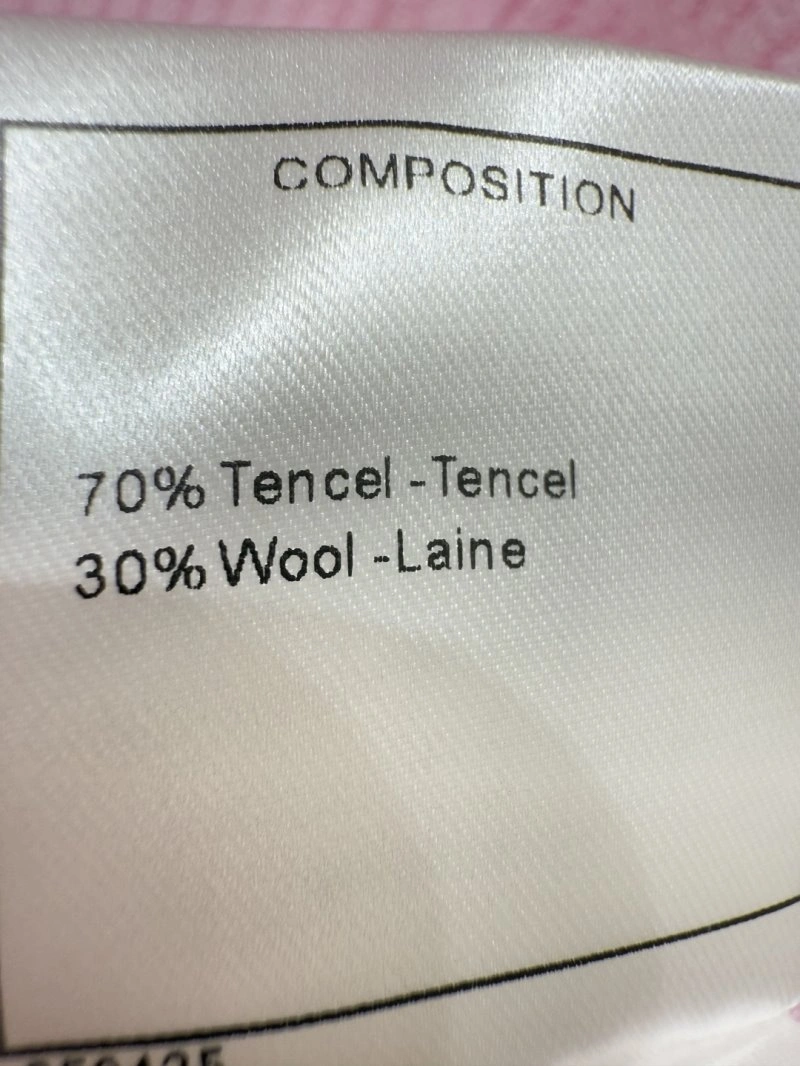 COMPOSITION
70% Tencel -Tencel
30% Wool -Laine